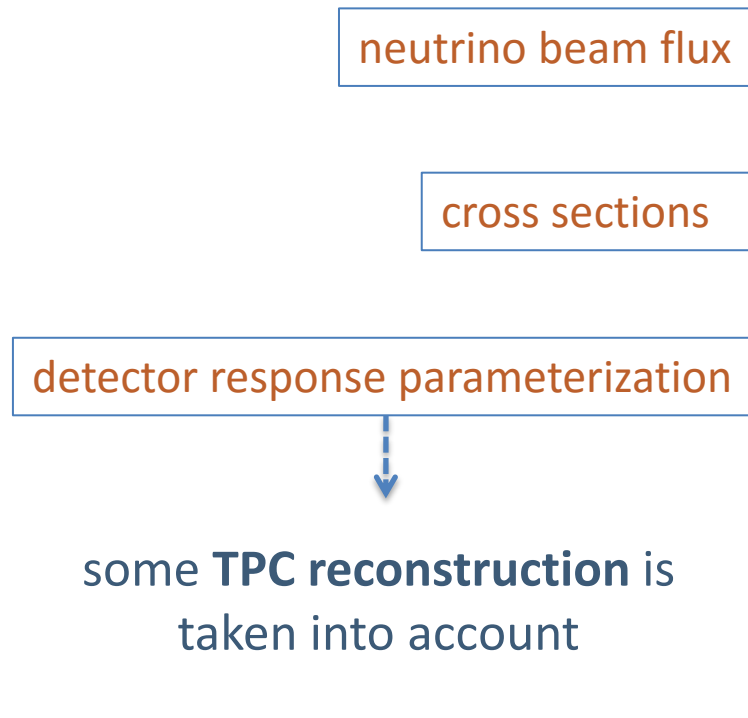 neutrino beam flux
cross sections
detector response parameterization
some TPC reconstruction is
taken into account